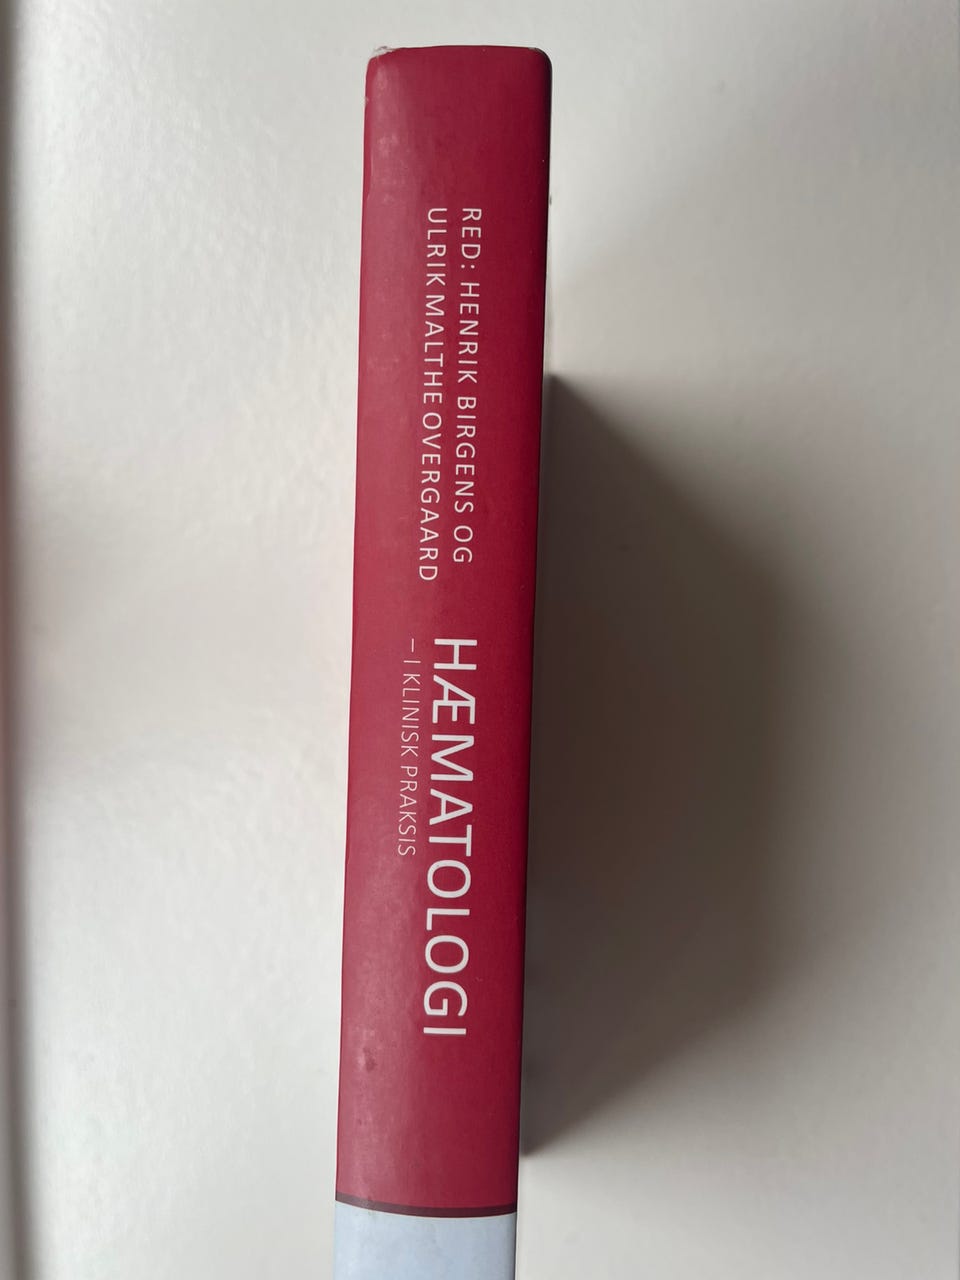 RED: HENRIK BIRGENS OG
ULRIK MALTHE OVERGAARD
HÆMATOLOGI
– I KLINISK PRAKSIS